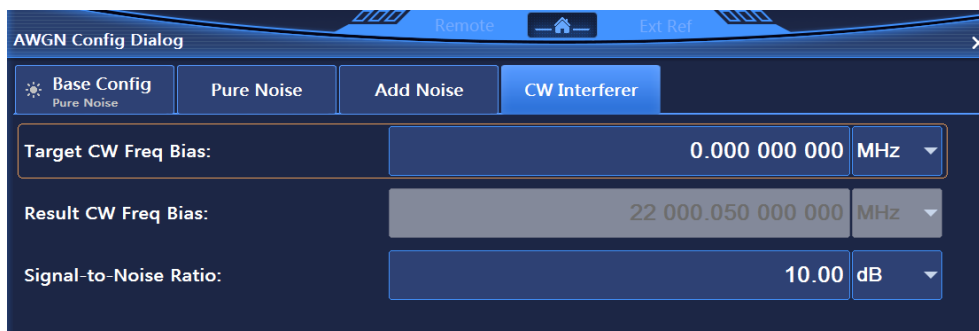 Remote Ext Ref
AWGN Config Dialog
Base Config Pure Noise Add Noise CW Interferer
Pure Noise
Target CW Freq Bias: 0.000 000 000 MHz
Result CW Freq Bias: 22 000.050 000 000 MHz
Signal-to-Noise Ratio: 10.00 dB